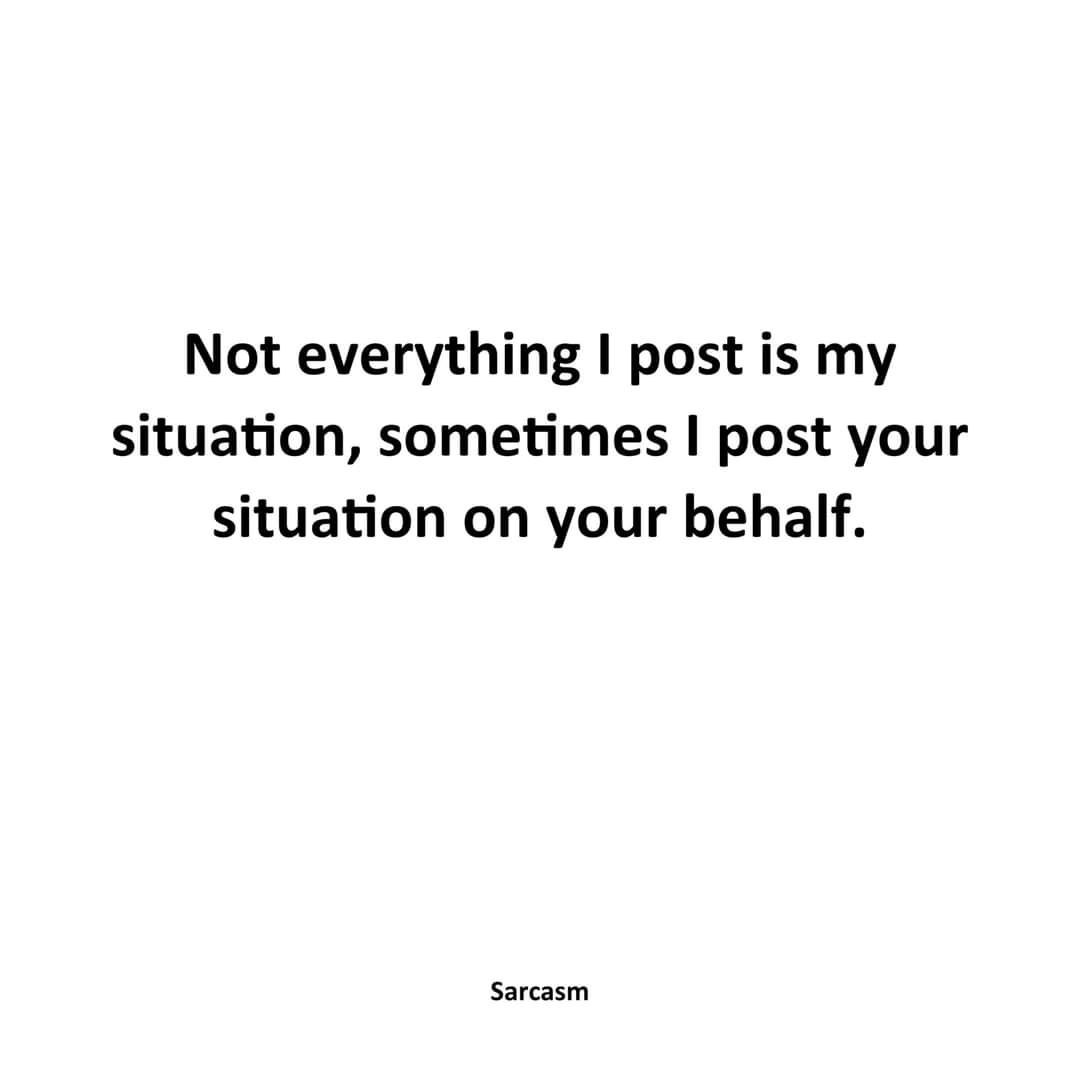 Not everything I post is my
situation, sometimes I post your
situation on your behalf.
Sarcasm